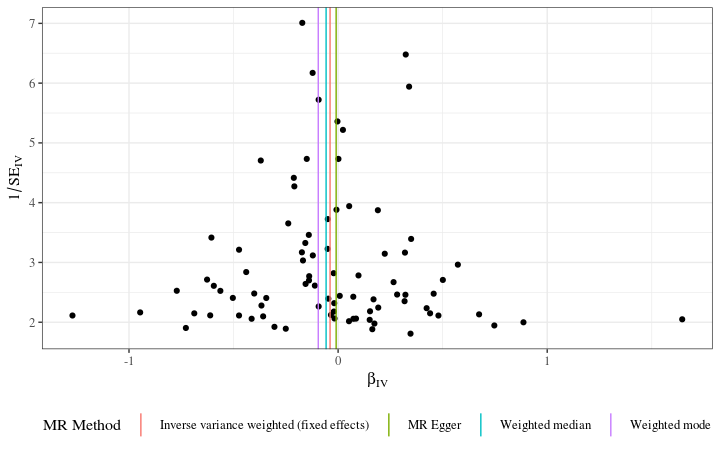 7
6
5
4
3
2
1/SE_IV
-1
0
1
β_IV
MR Method
Inverse variance weighted (fixed effects)
MR Egger
Weighted median
Weighted mode